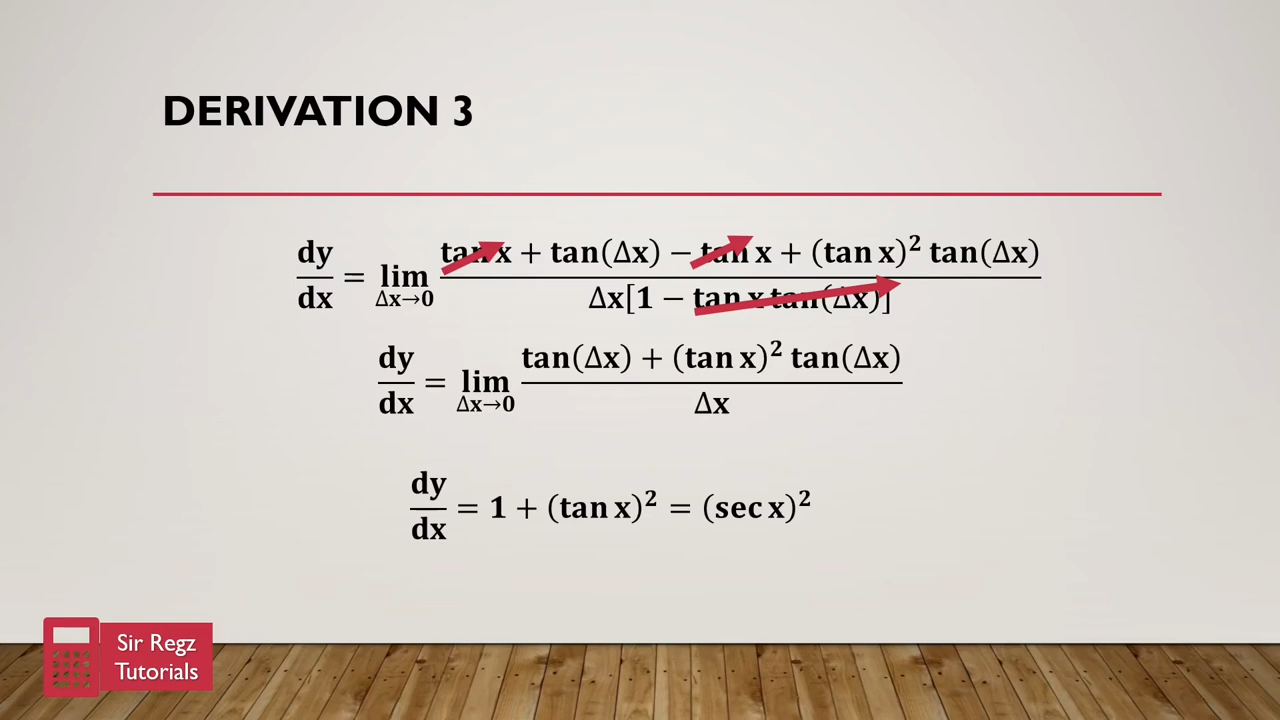 DERIVATION 3
dy/dx = lim Δx→0 (tan x + tan(Δx) − tan x + (tan x)² tan(Δx)) / (Δx[1 − tan x tan(Δx)])
dy/dx = lim Δx→0 (tan(Δx) + (tan x)² tan(Δx)) / Δx
dy/dx = 1 + (tan x)² = (sec x)²
Sir Regz
Tutorials